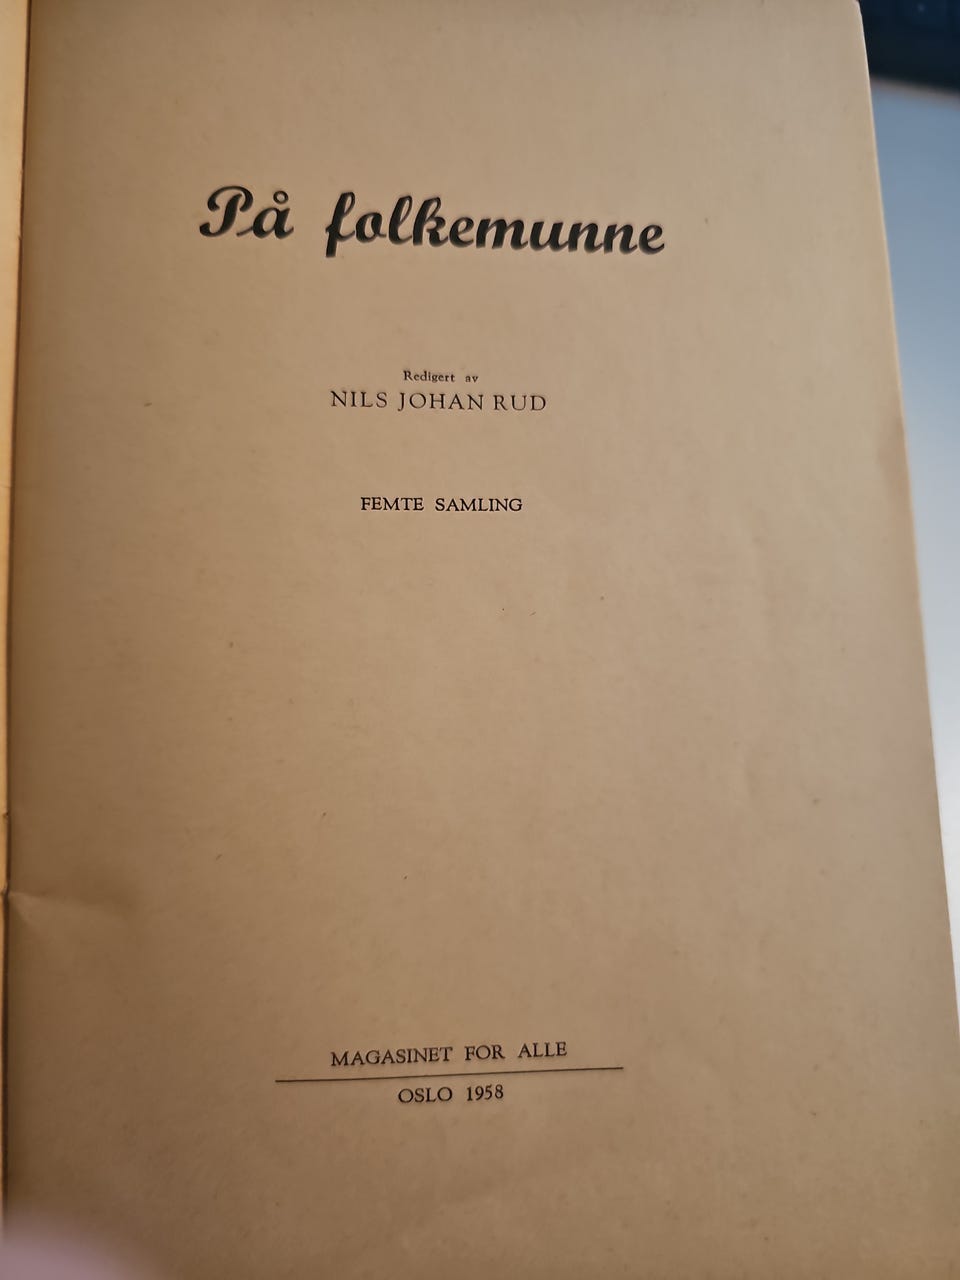 På folkemunne
Redigert av
NILS JOHAN RUD
FEMTE SAMLING
MAGASINET FOR ALLE
OSLO 1958